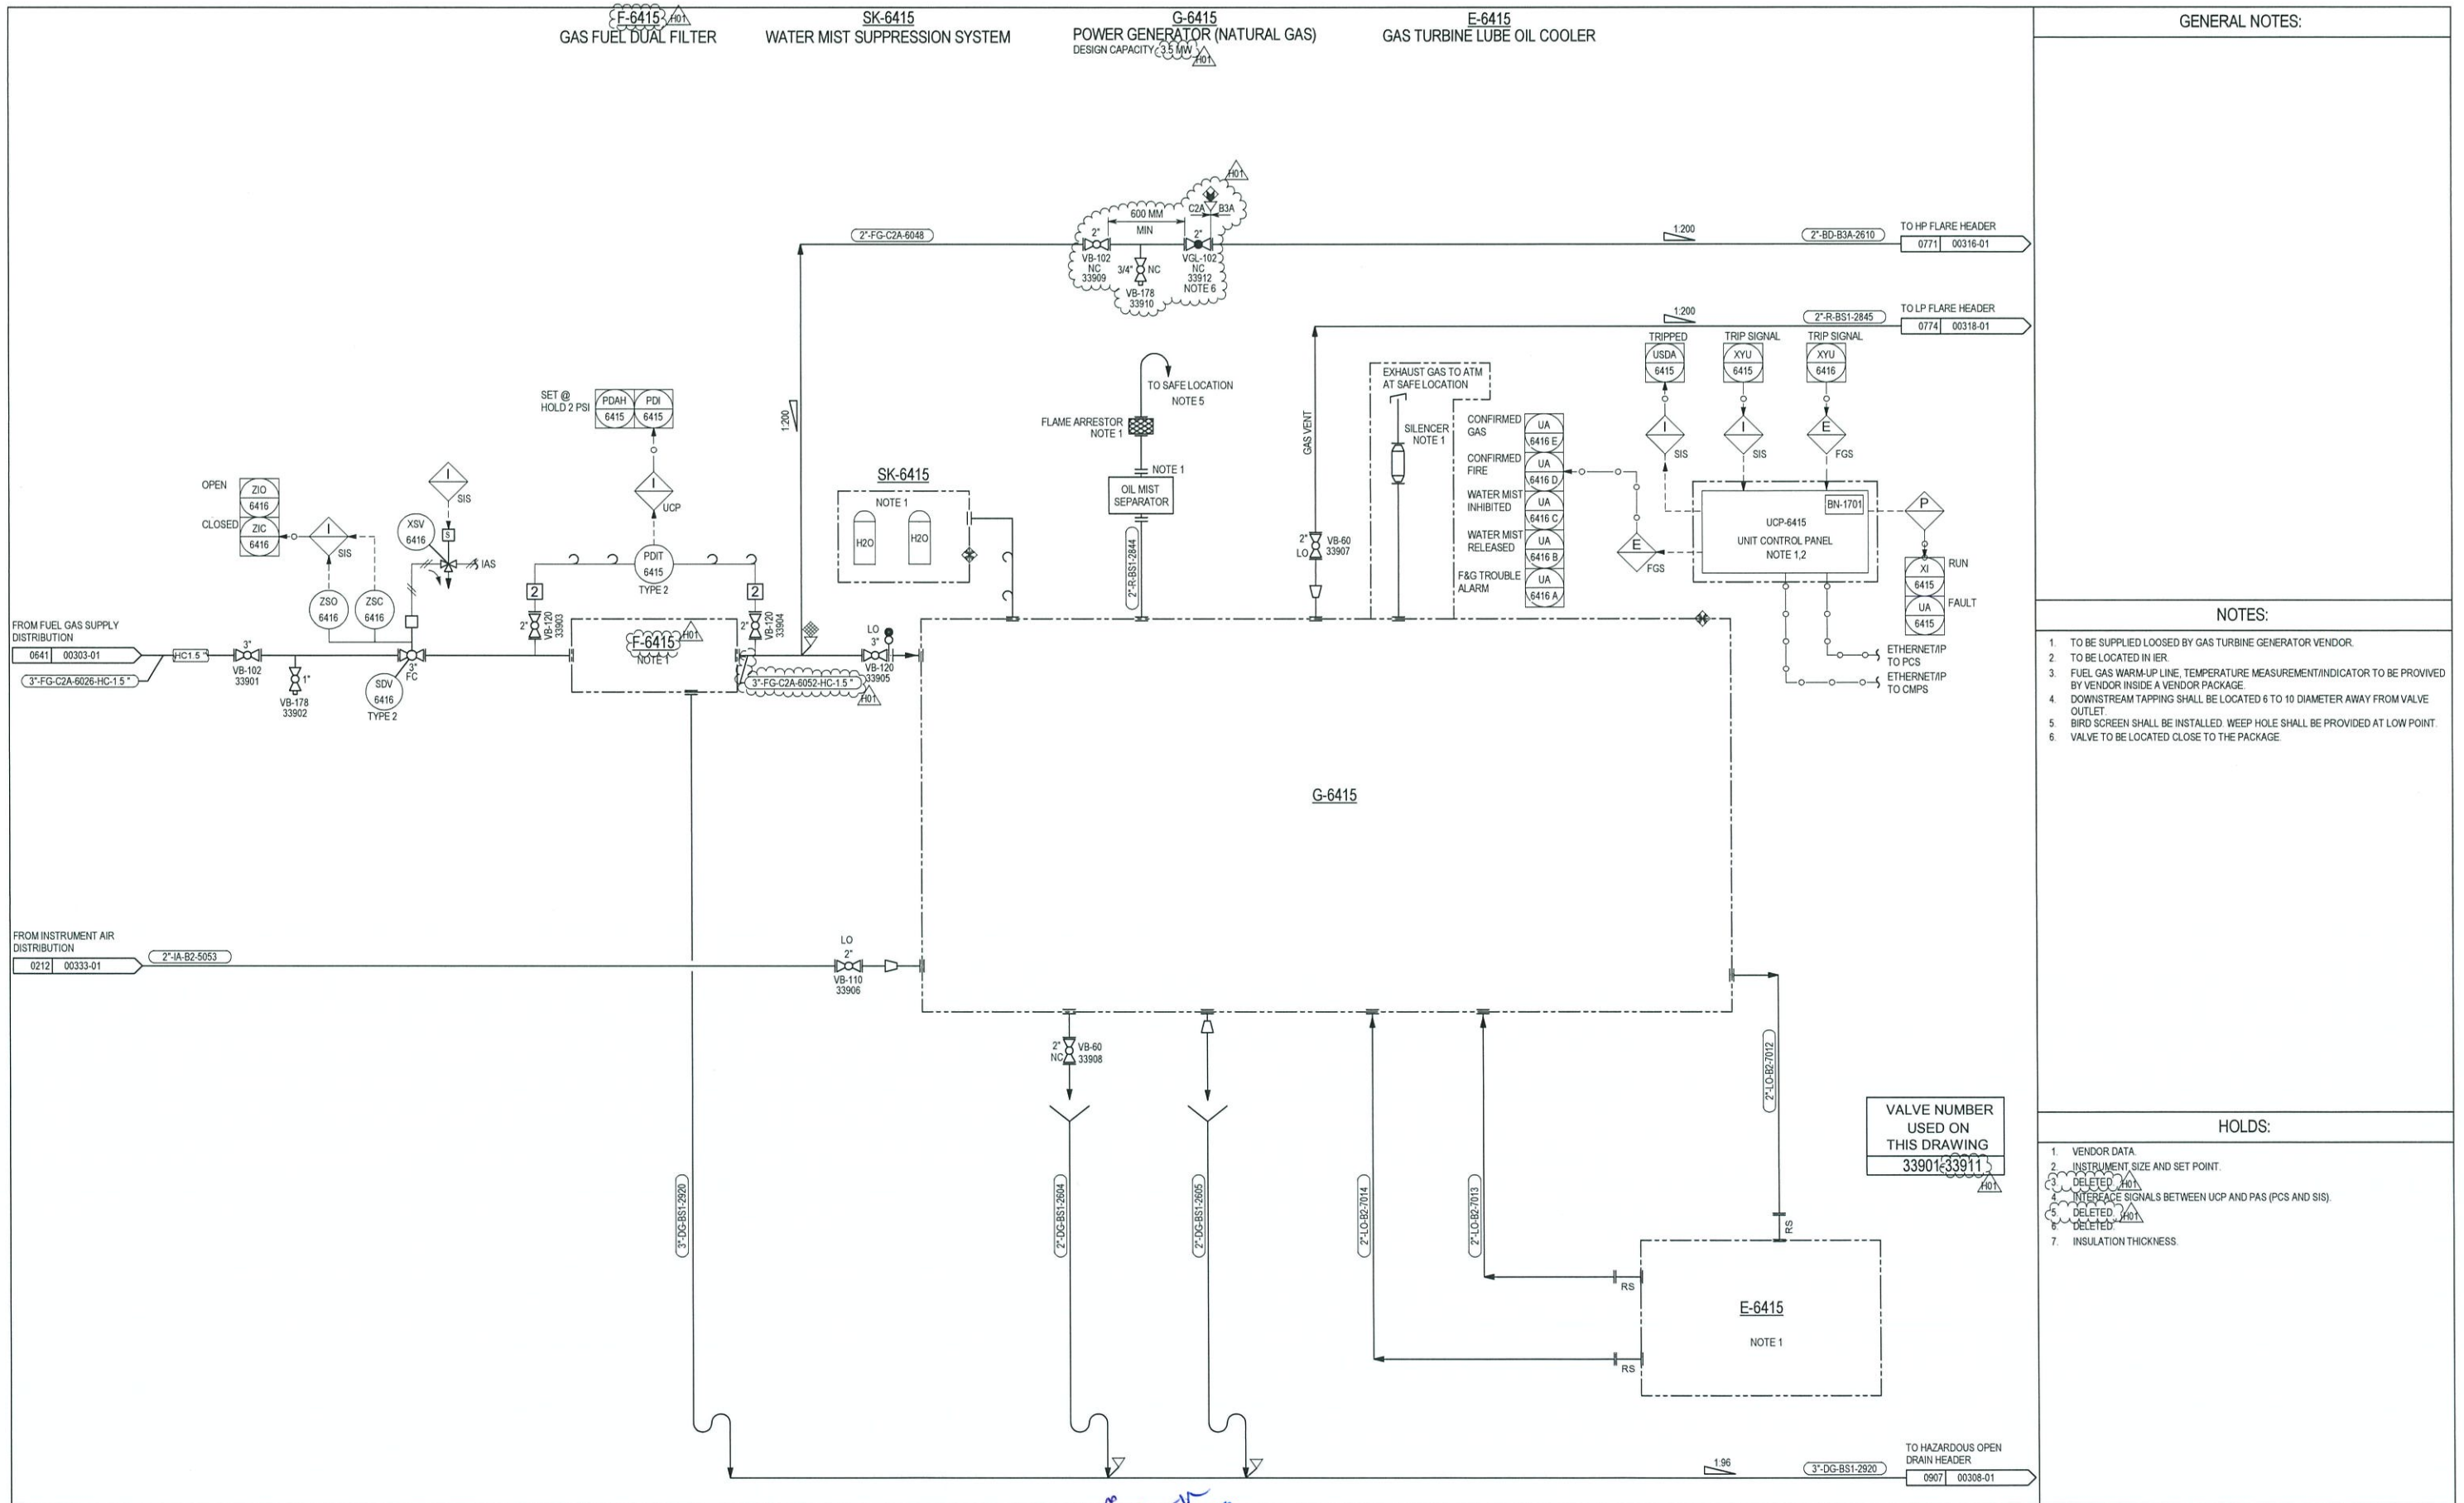 F-6415
H01
GAS FUEL DUAL FILTER
SK-6415
WATER MIST SUPPRESSION SYSTEM
G-6415
POWER GENERATOR (NATURAL GAS)
DESIGN CAPACITY 3.5 MW
H01
E-6415
GAS TURBINE LUBE OIL COOLER
GENERAL NOTES:
H01
C2A
B3A
600 MM
MIN
2"
2"
VB-102
NC
33909
3/4"
NC
VB-178
33910
VGL-102
NC
33912
NOTE 6
2"-FG-C2A-6048
1:200
2"-BD-B3A-2610
TO HP FLARE HEADER
0771 00316-01
1:200
2"-R-BS1-2845
TO LP FLARE HEADER
0774 00318-01
TRIPPED
USDA
6415
TRIP SIGNAL
XYU
6415
TRIP SIGNAL
XYU
6416
I
SIS
I
SIS
E
FGS
SET @
HOLD 2 PSI
PDAH
6415
PDI
6415
I
UCP
PDIT
6415
TYPE 2
1:200
TO SAFE LOCATION
NOTE 5
FLAME ARRESTOR
NOTE 1
NOTE 1
OIL MIST
SEPARATOR
2"-R-BS1-2844
GAS VENT
2"
LO
VB-60
33907
EXHAUST GAS TO ATM
AT SAFE LOCATION
SILENCER
NOTE 1
CONFIRMED
GAS
UA
6416 E
CONFIRMED
FIRE
UA
6416 D
WATER MIST
INHIBITED
UA
6416 C
WATER MIST
RELEASED
UA
6416 B
F&G TROUBLE
ALARM
UA
6416 A
E
FGS
BN-1701
UCP-6415
UNIT CONTROL PANEL
NOTE 1,2
P
XI
6415
RUN
UA
6415
FAULT
ETHERNET/IP
TO PCS
ETHERNET/IP
TO CMPS
SK-6415
NOTE 1
H2O
H2O
OPEN
ZIO
6416
CLOSED
ZIC
6416
I
SIS
I
SIS
XSV
6416
S
IAS
ZSO
6416
ZSC
6416
FROM FUEL GAS SUPPLY
DISTRIBUTION
0641 00303-01
3"-FG-C2A-6026-HC-1.5 "
HC1.5 "
3"
VB-102
33901
1"
VB-178
33902
3"
FC
SDV
6416
TYPE 2
2
2"
VB-120
33903
F-6415
H01
NOTE 1
2
2"
VB-120
33904
3"-FG-C2A-6052-HC-1.5 "
H01
LO
3"
VB-120
33905
G-6415
FROM INSTRUMENT AIR
DISTRIBUTION
0212 00333-01
2"-IA-B2-5053
LO
2"
VB-110
33906
2"
NC
VB-60
33908
3"-DG-BS1-2920
2"-DG-BS1-2604
2"-DG-BS1-2605
2"-LO-B2-7014
2"-LO-B2-7013
2"-LO-B2-7012
RS
RS
RS
E-6415
NOTE 1
VALVE NUMBER
USED ON
THIS DRAWING
33901-33911
H01
1:96
3"-DG-BS1-2920
TO HAZARDOUS OPEN
DRAIN HEADER
0907 00308-01
NOTES:
1. TO BE SUPPLIED LOOSED BY GAS TURBINE GENERATOR VENDOR.
2. TO BE LOCATED IN IER.
3. FUEL GAS WARM-UP LINE, TEMPERATURE MEASUREMENT/INDICATOR TO BE PROVIVED
BY VENDOR INSIDE A VENDOR PACKAGE.
4. DOWNSTREAM TAPPING SHALL BE LOCATED 6 TO 10 DIAMETER AWAY FROM VALVE
OUTLET.
5. BIRD SCREEN SHALL BE INSTALLED. WEEP HOLE SHALL BE PROVIDED AT LOW POINT.
6. VALVE TO BE LOCATED CLOSE TO THE PACKAGE.
HOLDS:
1. VENDOR DATA.
2. INSTRUMENT SIZE AND SET POINT.
3. DELETED. H01
4. INTERFACE SIGNALS BETWEEN UCP AND PAS (PCS AND SIS).
5. DELETED. H01
6. DELETED.
7. INSULATION THICKNESS.